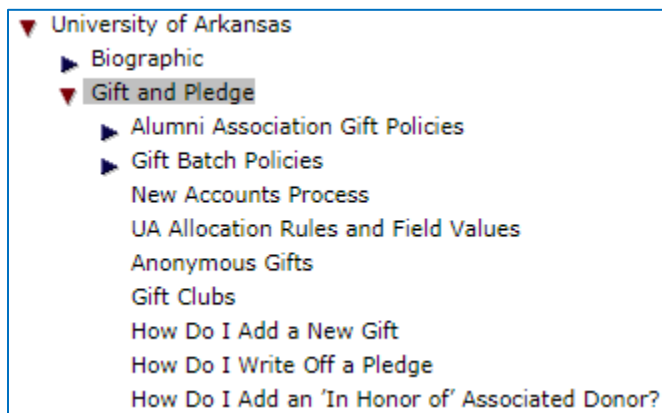 University of Arkansas
Biographic
Gift and Pledge
Alumni Association Gift Policies
Gift Batch Policies
New Accounts Process
UA Allocation Rules and Field Values
Anonymous Gifts
Gift Clubs
How Do I Add a New Gift
How Do I Write Off a Pledge
How Do I Add an 'In Honor of' Associated Donor?